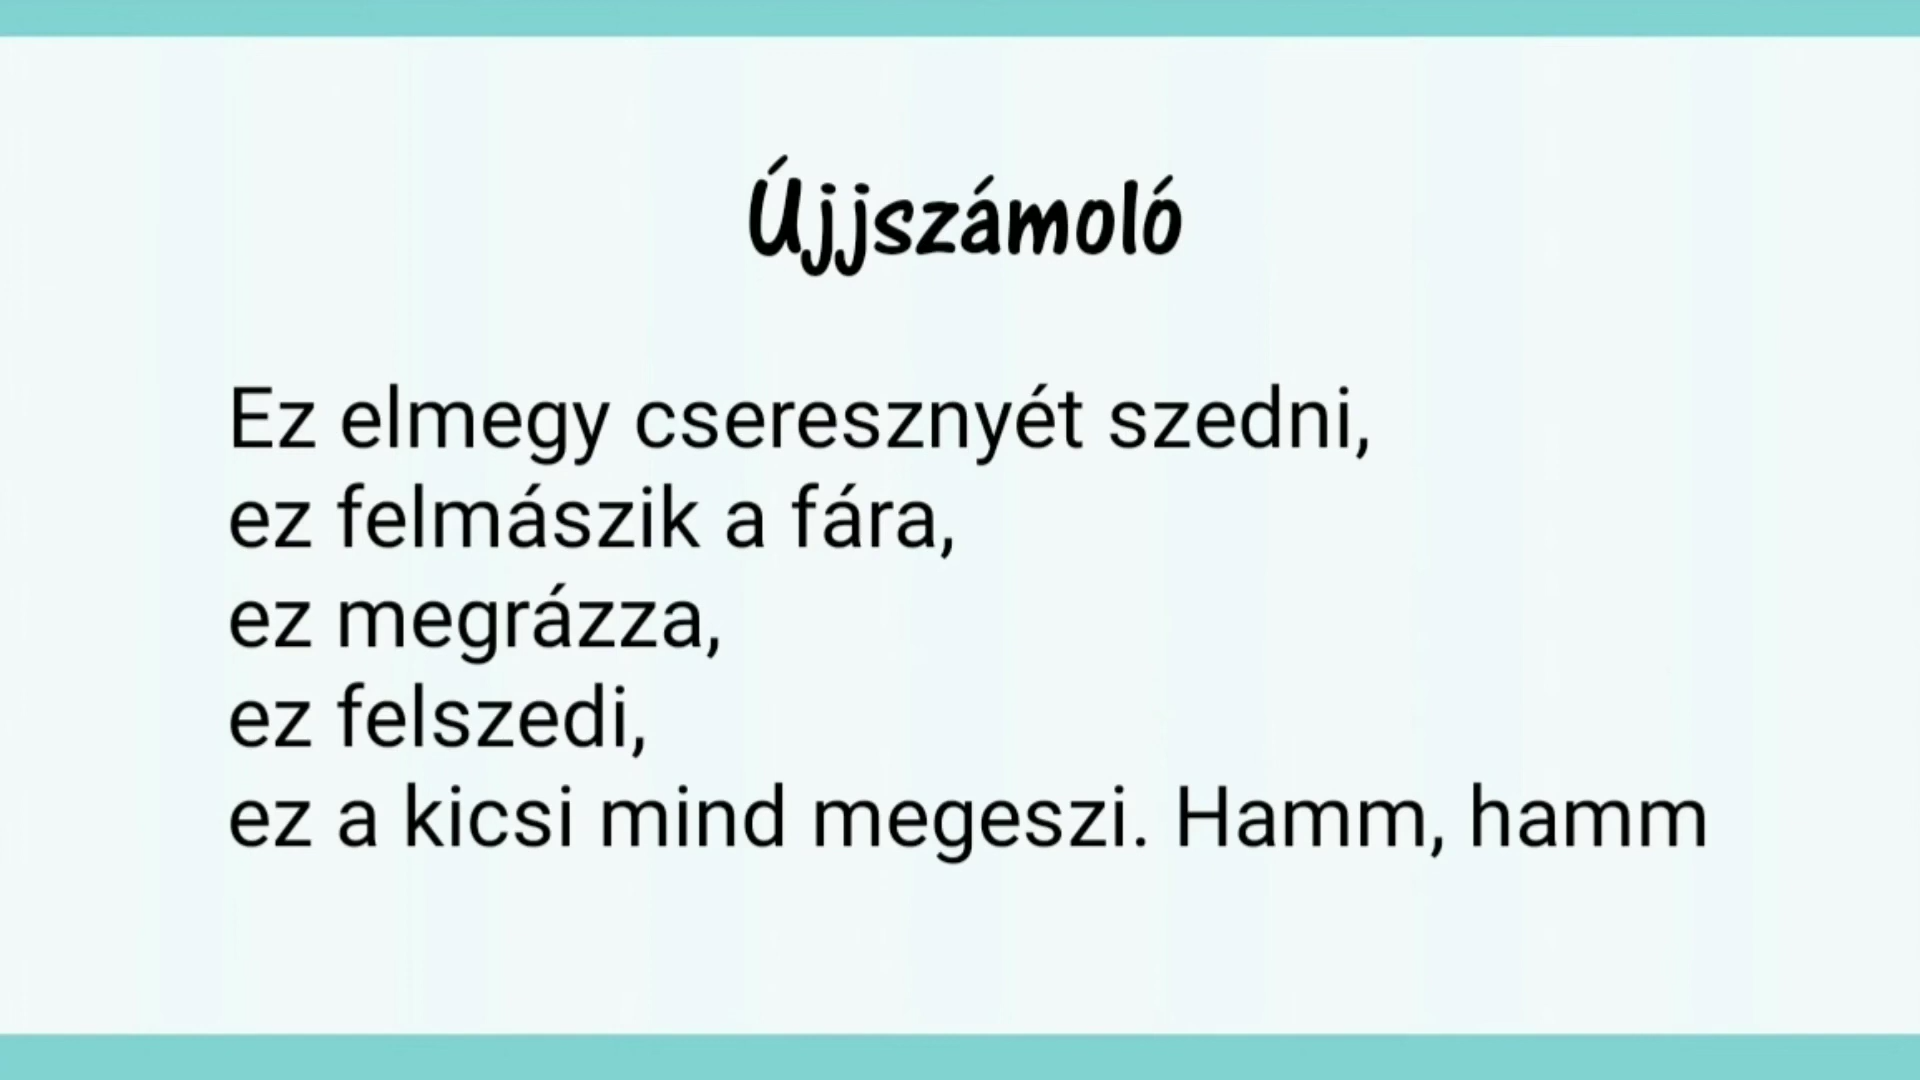 Újjszámoló
Ez elmegy cseresznyét szedni,
ez felmászik a fára,
ez megrázza,
ez felszedi,
ez a kicsi mind megeszi. Hamm, hamm